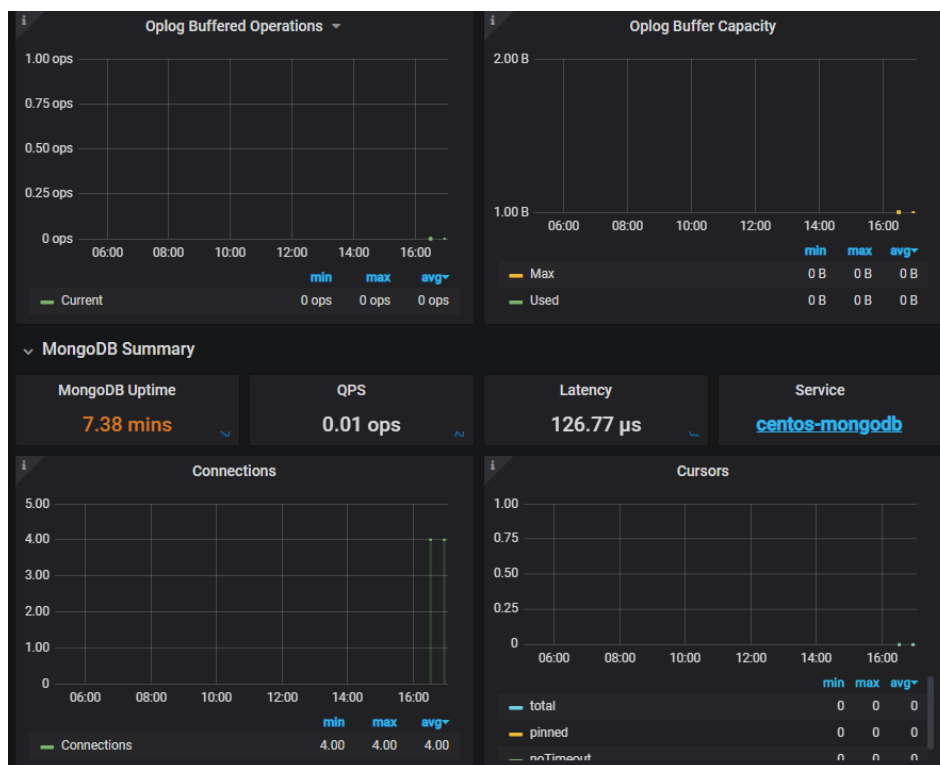 Oplog Buffered Operations
1.00 ops
0.75 ops
0.50 ops
0.25 ops
0 ops
06:00 08:00 10:00 12:00 14:00 16:00
min max avg
Current 0 ops 0 ops 0 ops
Oplog Buffer Capacity
2.00 B
1.00 B
06:00 08:00 10:00 12:00 14:00 16:00
min max avg
Max 0 B 0 B 0 B
Used 0 B 0 B 0 B
MongoDB Summary
MongoDB Uptime
7.38 mins
QPS
0.01 ops
Latency
126.77 µs
Service
centos-mongodb
Connections
5.00
4.00
3.00
2.00
1.00
0
06:00 08:00 10:00 12:00 14:00 16:00
min max avg
Connections 4.00 4.00 4.00
Cursors
1.00
0.75
0.50
0.25
0
06:00 08:00 10:00 12:00 14:00 16:00
min max avg
total 0 0 0
pinned 0 0 0
noTimeout 0 0 0